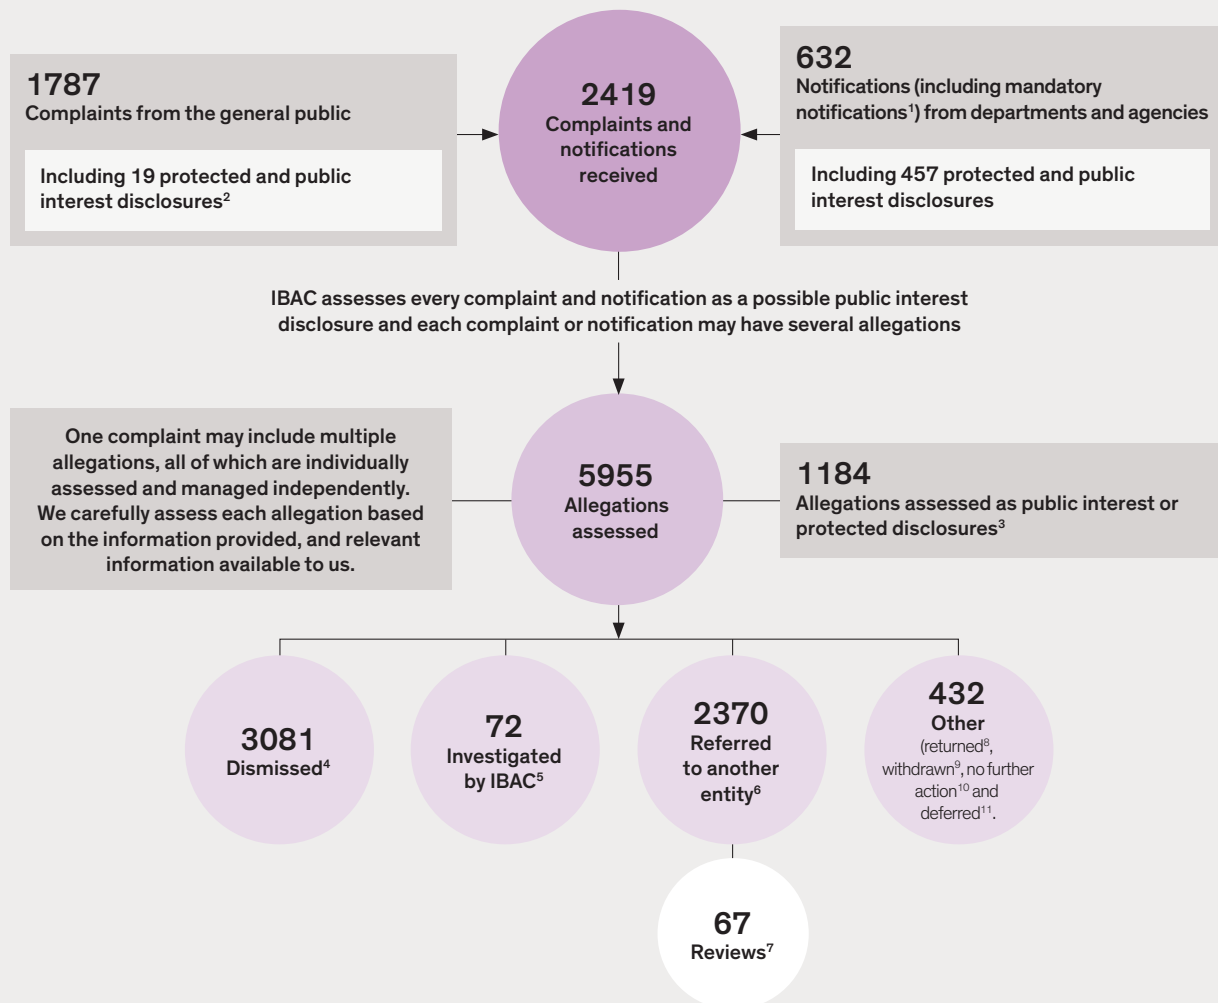 1787
Complaints from the general public
Including 19 protected and public
interest disclosures²
2419
Complaints and
notifications
received
632
Notifications (including mandatory
notifications¹) from departments and agencies
Including 457 protected and public
interest disclosures
IBAC assesses every complaint and notification as a possible public interest
disclosure and each complaint or notification may have several allegations
One complaint may include multiple
allegations, all of which are individually
assessed and managed independently.
We carefully assess each allegation based
on the information provided, and relevant
information available to us.
5955
Allegations
assessed
1184
Allegations assessed as public interest or
protected disclosures³
3081
Dismissed⁴
72
Investigated
by IBAC⁵
2370
Referred
to another
entity⁶
432
Other
(returned⁸,
withdrawn⁹, no further
action¹⁰ and
deferred¹¹.
67
Reviews⁷